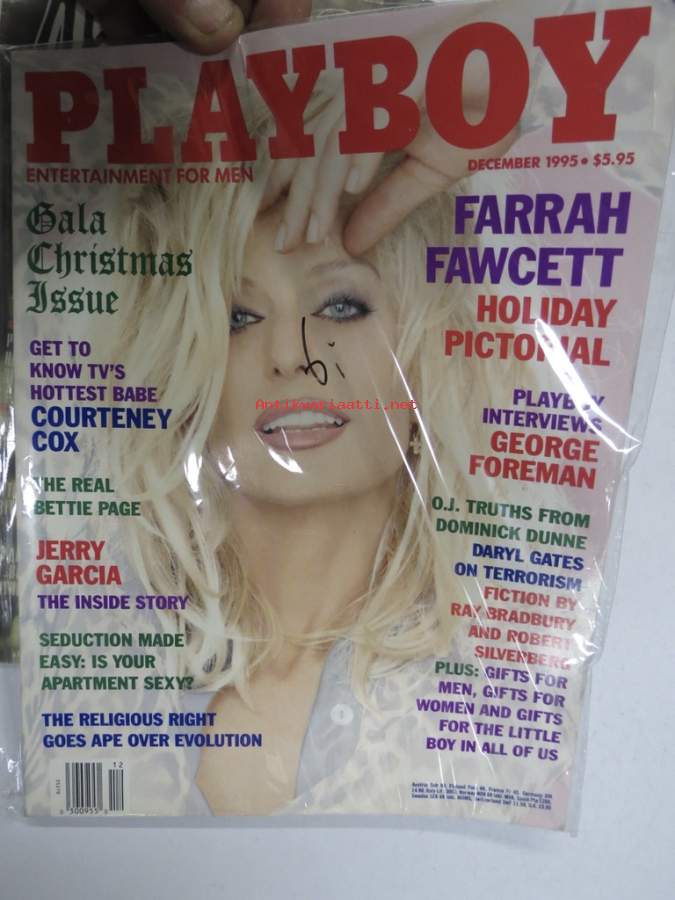 PLAYBOY
ENTERTAINMENT FOR MEN
DECEMBER 1995 • $5.95
Gala
Christmas
Issue
GET TO
KNOW TV'S
HOTTEST BABE
COURTENEY
COX
THE REAL
BETTIE PAGE
JERRY
GARCIA
THE INSIDE STORY
SEDUCTION MADE
EASY: IS YOUR
APARTMENT SEXY?
THE RELIGIOUS RIGHT
GOES APE OVER EVOLUTION
FARRAH
FAWCETT
HOLIDAY
PICTORIAL
PLAYBOY
INTERVIEWS
GEORGE
FOREMAN
O.J. TRUTHS FROM
DOMINICK DUNNE
DARYL GATES
ON TERRORISM
FICTION BY
RAY BRADBURY
AND ROBERT
SILVERBERG
PLUS: GIFTS FOR
MEN, GIFTS FOR
WOMEN AND GIFTS
FOR THE LITTLE
BOY IN ALL OF US
Antikvariaatti.net
12